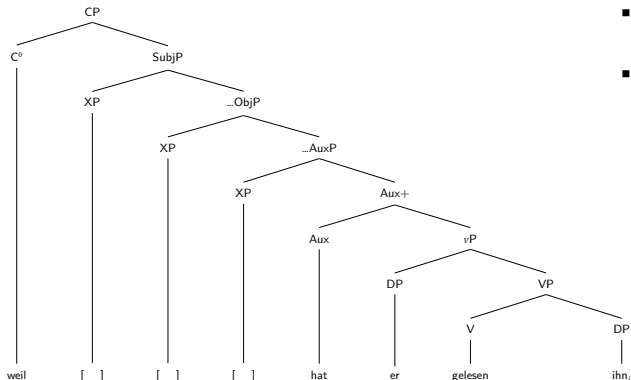 CP
C⁰ SubjP
XP ...ObjP
XP ...AuxP
XP Aux+
Aux vP
DP VP
V DP
weil [ ] [ ] [ ] hat er gelesen ihn,